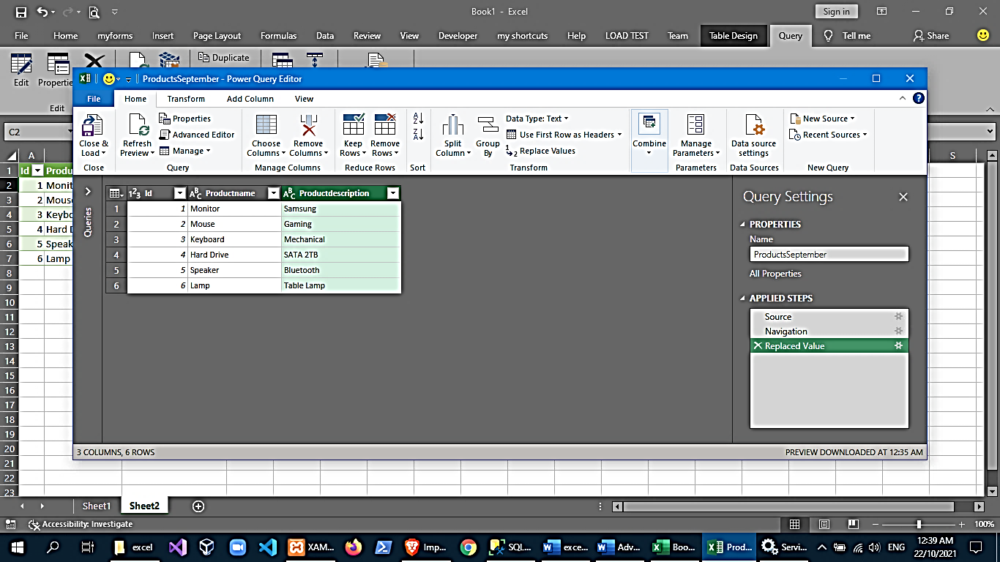 Book1 - Excel
Sign in
File Home myforms Insert Page Layout Formulas Data Review View Developer my shortcuts Help LOAD TEST Team Table Design Query Tell me Share
Duplicate
Edit Propertie
Edit
ProductsSeptember - Power Query Editor
File Home Transform Add Column View
Close & Load
Close
Refresh Preview
Properties
Advanced Editor
Manage
Query
Choose Columns
Remove Columns
Manage Columns
Keep Rows
Remove Rows
Reduce Rows
Sort
Split Column
Group By
Data Type: Text
Use First Row as Headers
Replace Values
Transform
Combine
Manage Parameters
Parameters
Data source settings
Data Sources
New Source
Recent Sources
New Query
C2
A S
1 Id Produ
2 1 Monit
3 2 Mous
4 3 Keybo
5 4 Hard D
6 5 Speak
7 6 Lamp
8
9
10
11
12
13
14
15
16
17
18
19
20
21
22
23
Queries
123 Id ABC Productname ABC Productdescription
1 1 Monitor Samsung
2 2 Mouse Gaming
3 3 Keyboard Mechanical
4 4 Hard Drive SATA 2TB
5 5 Speaker Bluetooth
6 6 Lamp Table Lamp
Query Settings
PROPERTIES
Name
ProductsSeptember
All Properties
APPLIED STEPS
Source
Navigation
Replaced Value
3 COLUMNS, 6 ROWS PREVIEW DOWNLOADED AT 12:35 AM
Sheet1 Sheet2
Accessibility: Investigate 100%
excel XAM... Imp... SQL... exce... Adv... Boo... Prod... Servi... ENG 12:39 AM
22/10/2021